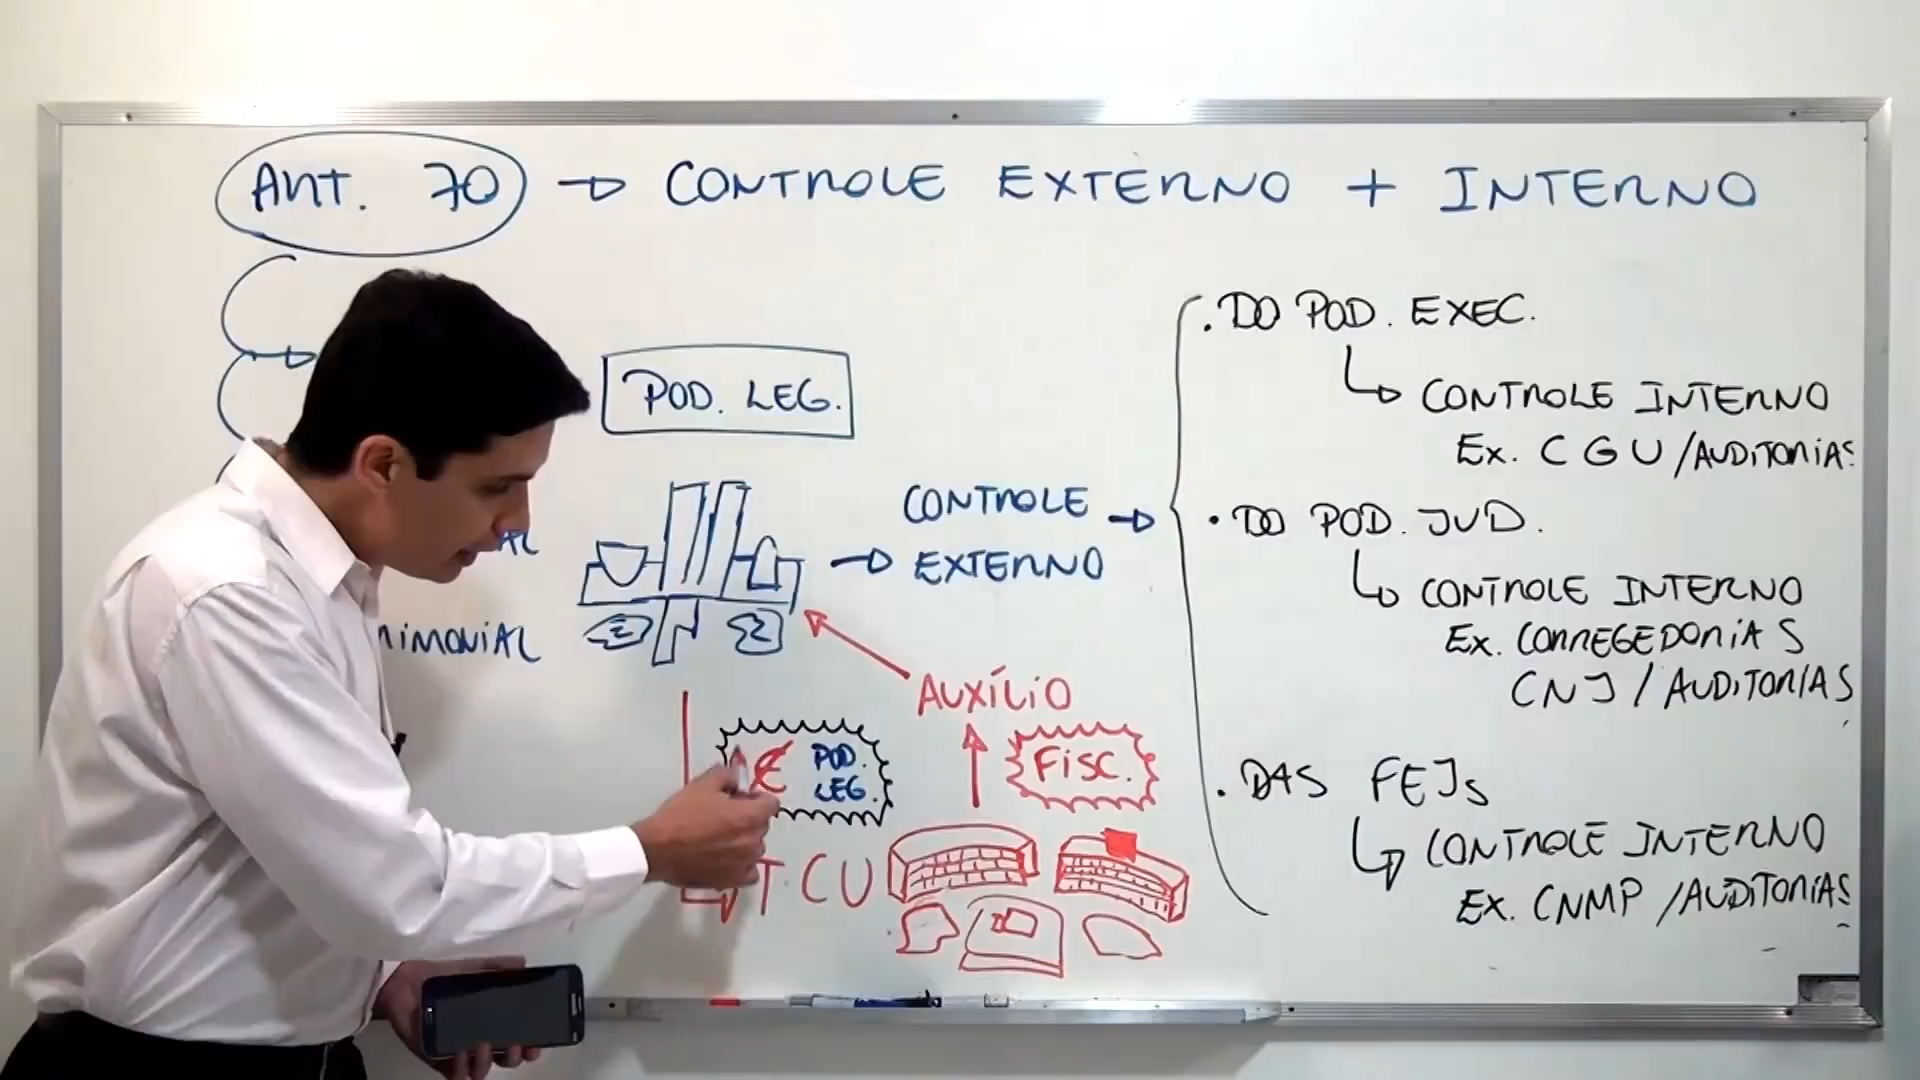 ART. 70 → CONTROLE EXTERNO + INTERNO
POD. LEG.
AL
RIMONIAL
→ CONTROLE
EXTERNO →
AUXÍLIO
POD.
LEG.
FISC.
TCU
. DO POD. EXEC.
CONTROLE INTERNO
Ex. CGU /AUDITORIAS
. DO POD. JUD.
CONTROLE INTERNO
Ex. CORREGEDORIAS
CNJ / AUDITORIAS
. DAS FEJs
CONTROLE INTERNO
Ex. CNMP /AUDITORIAS